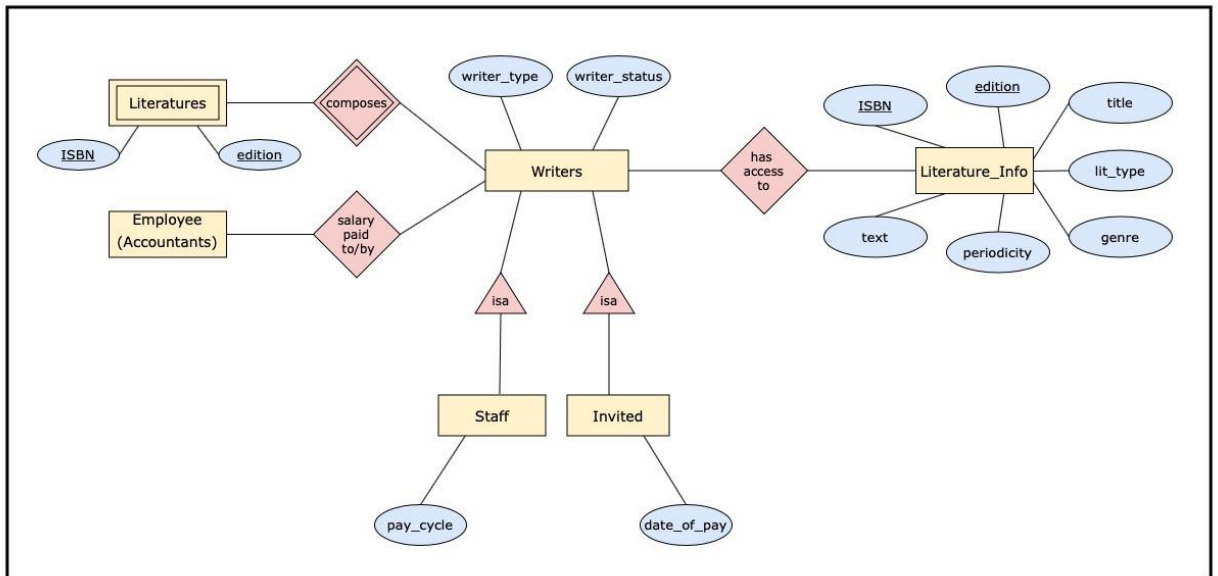 Literatures
composes
writer_type
writer_status
ISBN
edition
title
ISBN
edition
Writers
has
access
to
Literature_Info
lit_type
Employee
(Accountants)
salary
paid
to/by
text
periodicity
genre
isa
isa
Staff
Invited
pay_cycle
date_of_pay